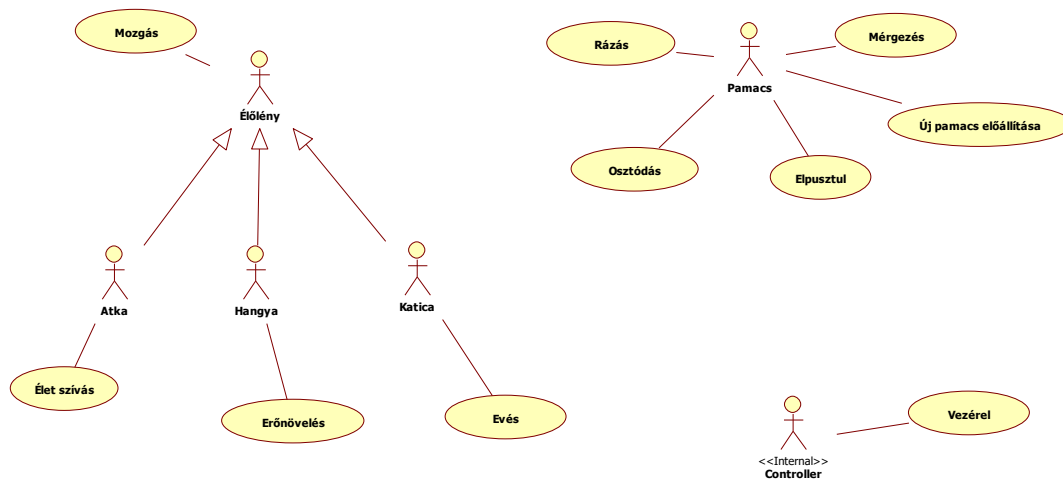 Mozgás
Élőlény
Atka
Hangya
Katica
Élet szívás
Erőnövelés
Evés
Rázás
Pamacs
Mérgezés
Új pamacs előállítása
Osztódás
Elpusztul
<<Internal>>
Controller
Vezérel